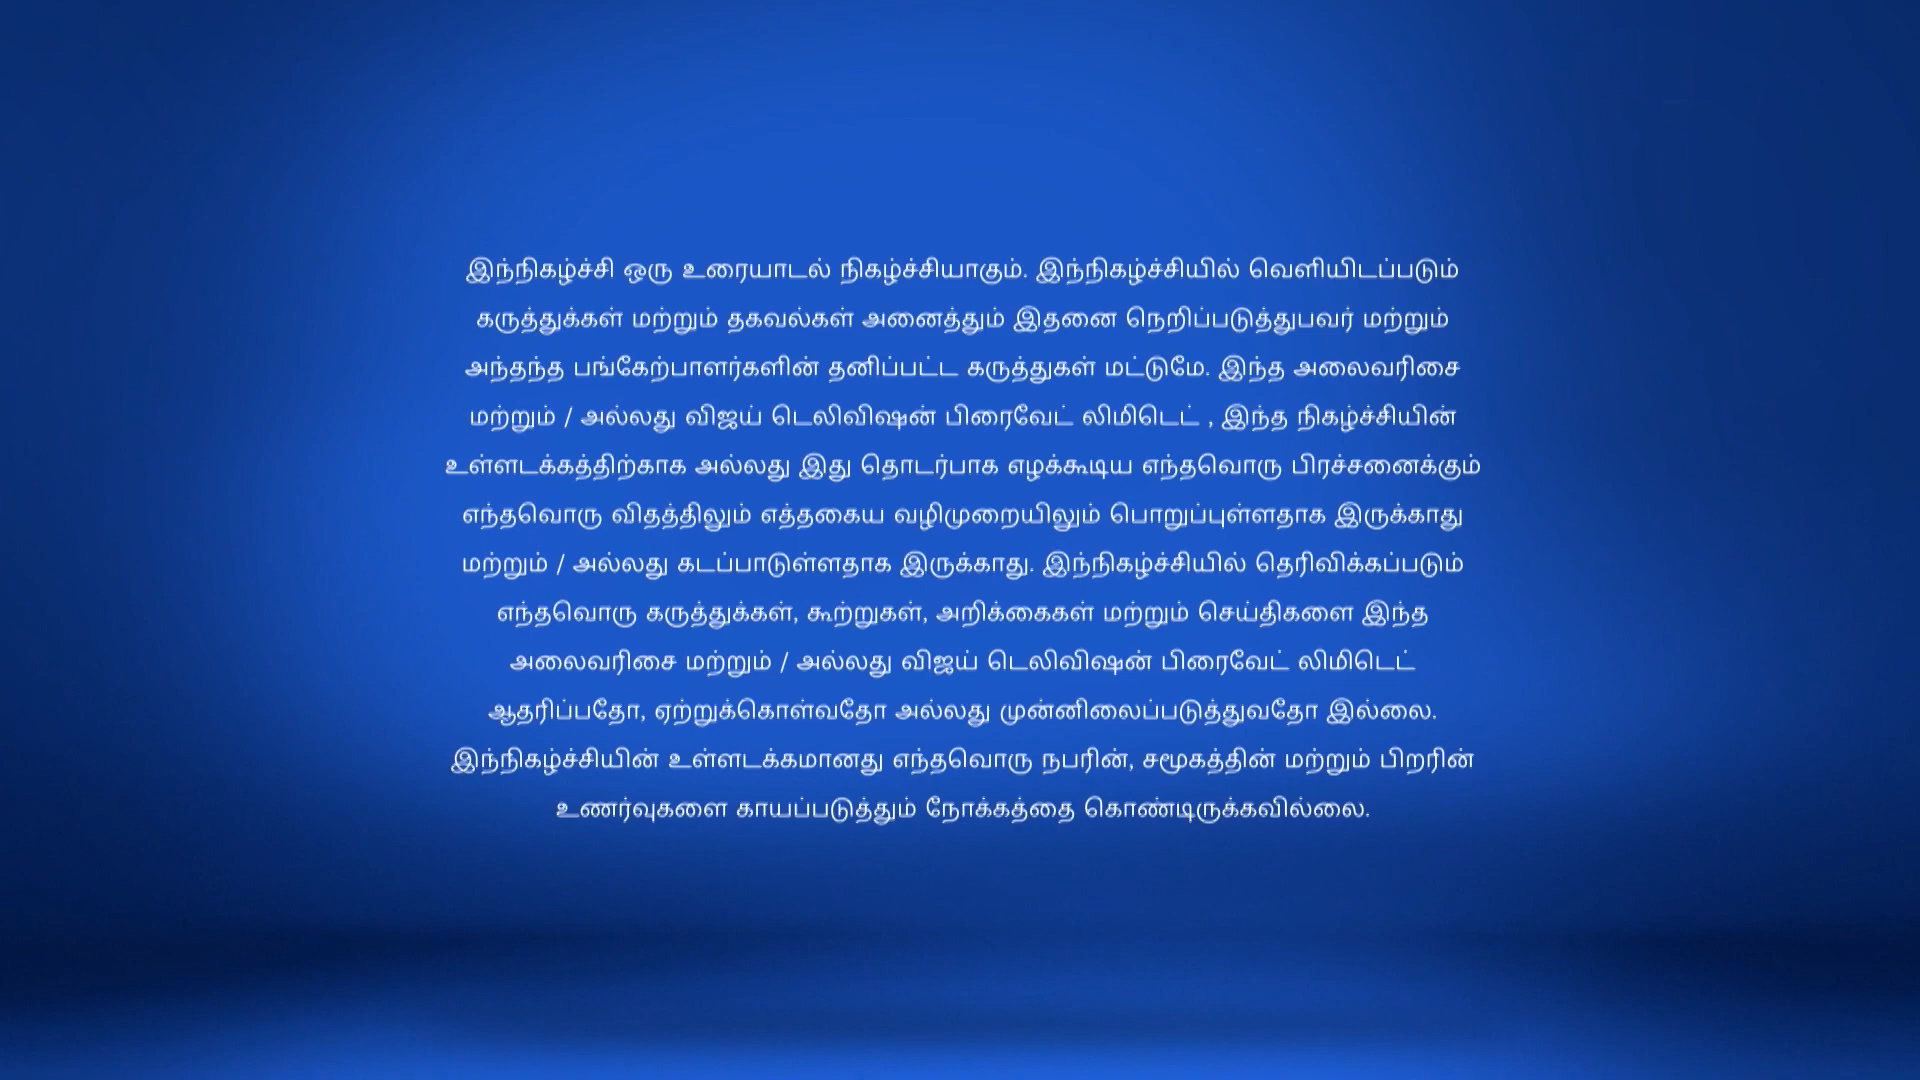 இந்நிகழ்ச்சி ஒரு உரையாடல் நிகழ்ச்சியாகும். இந்நிகழ்ச்சியில் வெளியிடப்படும்
கருத்துக்கள் மற்றும் தகவல்கள் அனைத்தும் இதனை நெறிப்படுத்துபவர் மற்றும்
அந்தந்த பங்கேற்பாளர்களின் தனிப்பட்ட கருத்துகள் மட்டுமே. இந்த அலைவரிசை
மற்றும் / அல்லது விஜய் டெலிவிஷன் பிரைவேட் லிமிடெட் , இந்த நிகழ்ச்சியின்
உள்ளடக்கத்திற்காக அல்லது இது தொடர்பாக எழக்கூடிய எந்தவொரு பிரச்சனைக்கும்
எந்தவொரு விதத்திலும் எத்தகைய வழிமுறையிலும் பொறுப்புள்ளதாக இருக்காது
மற்றும் / அல்லது கடப்பாடுள்ளதாக இருக்காது. இந்நிகழ்ச்சியில் தெரிவிக்கப்படும்
எந்தவொரு கருத்துக்கள், கூற்றுகள், அறிக்கைகள் மற்றும் செய்திகளை இந்த
அலைவரிசை மற்றும் / அல்லது விஜய் டெலிவிஷன் பிரைவேட் லிமிடெட்
ஆதரிப்பதோ, ஏற்றுக்கொள்வதோ அல்லது முன்னிலைப்படுத்துவதோ இல்லை.
இந்நிகழ்ச்சியின் உள்ளடக்கமானது எந்தவொரு நபரின், சமூகத்தின் மற்றும் பிறரின்
உணர்வுகளை காயப்படுத்தும் நோக்கத்தை கொண்டிருக்கவில்லை.